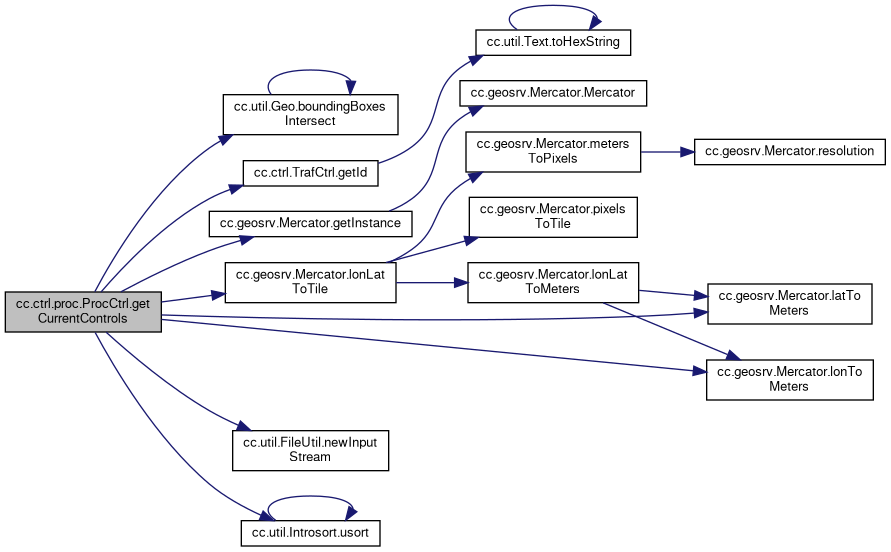 cc.util.Text.toHexString
cc.geosrv.Mercator.Mercator
cc.util.Geo.boundingBoxes
Intersect
cc.geosrv.Mercator.meters
ToPixels
cc.geosrv.Mercator.resolution
cc.ctrl.TrafCtrl.getId
cc.geosrv.Mercator.getInstance
cc.geosrv.Mercator.pixels
ToTile
cc.geosrv.Mercator.lonLat
ToTile
cc.geosrv.Mercator.lonLat
ToMeters
cc.geosrv.Mercator.latTo
Meters
cc.ctrl.proc.ProcCtrl.get
CurrentControls
cc.geosrv.Mercator.lonTo
Meters
cc.util.FileUtil.newInput
Stream
cc.util.Introsort.usort